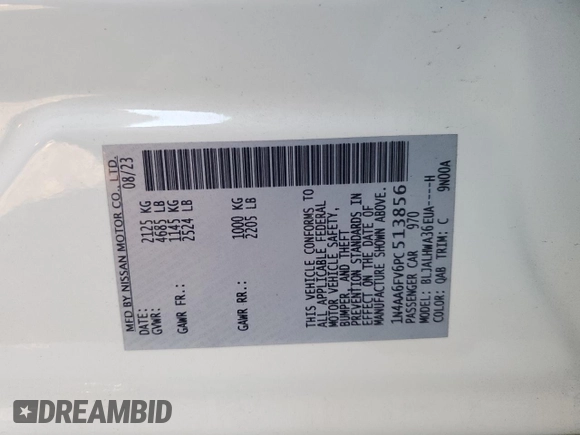 MFD BY NISSAN MOTOR CO., LTD.
DATE: 08/23
GVWR: 2125 KG
4685 LB
GAWR FR.: 1145 KG
2524 LB
GAWR RR.: 1000 KG
2205 LB
THIS VEHICLE CONFORMS TO
ALL APPLICABLE FEDERAL
MOTOR VEHICLE SAFETY,
BUMPER, AND THEFT
PREVENTION STANDARDS IN
EFFECT ON THE DATE OF
MANUFACTURE SHOWN ABOVE.
1N4AA6FV6PC513856
PASSENGER CAR 970
MODEL: BLJALHWA36EUA----H
COLOR: QAB TRIM: C 9N00A
DREAMBID